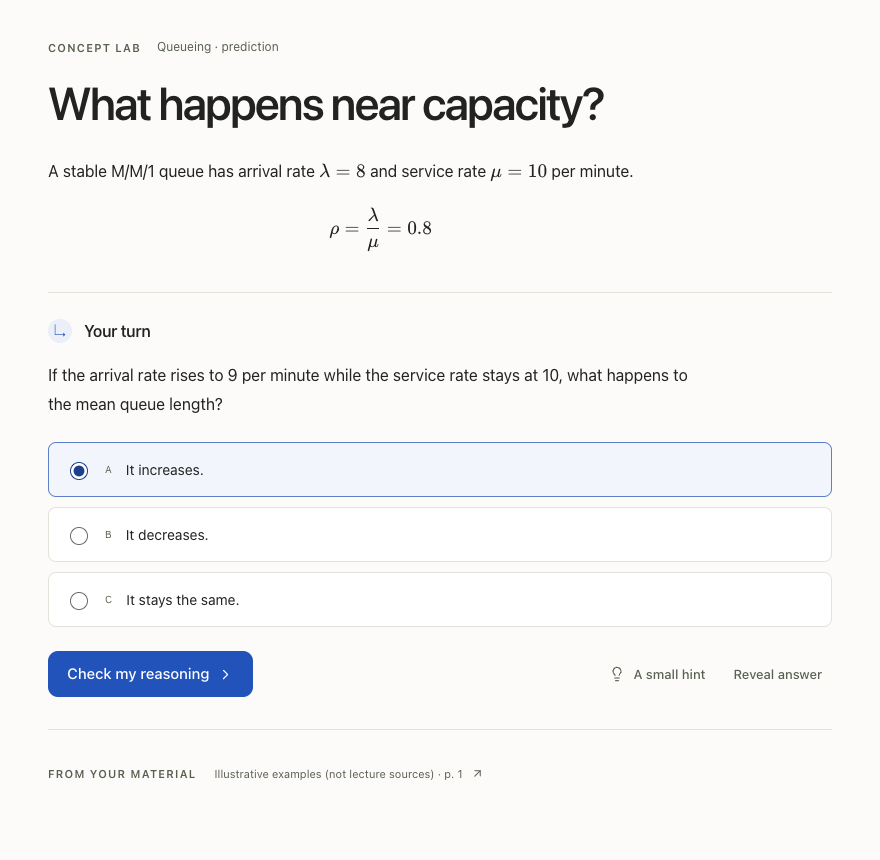 CONCEPT LAB Queueing · prediction
What happens near capacity?
A stable M/M/1 queue has arrival rate λ = 8 and service rate μ = 10 per minute.
ρ = λ/μ = 0.8
Your turn
If the arrival rate rises to 9 per minute while the service rate stays at 10, what happens to
the mean queue length?
A It increases.
B It decreases.
C It stays the same.
Check my reasoning A small hint Reveal answer
FROM YOUR MATERIAL Illustrative examples (not lecture sources) · p. 1